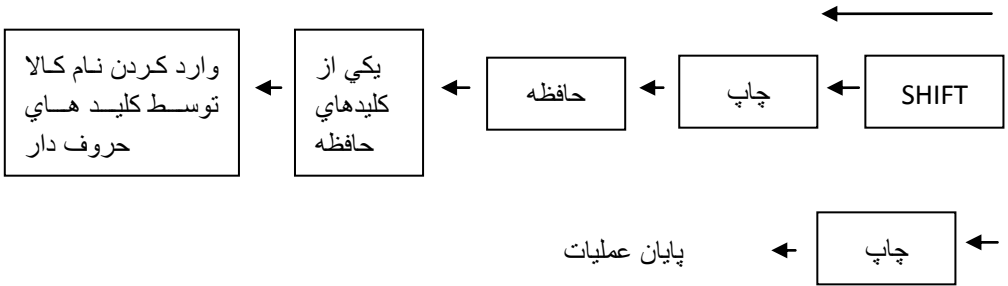 SHIFT
چاپ
حافظه
يكي از
كليدهاي
حافظه
وارد كردن نام كالا
توسط كليد هاي
حروف دار
چاپ
پايان عمليات